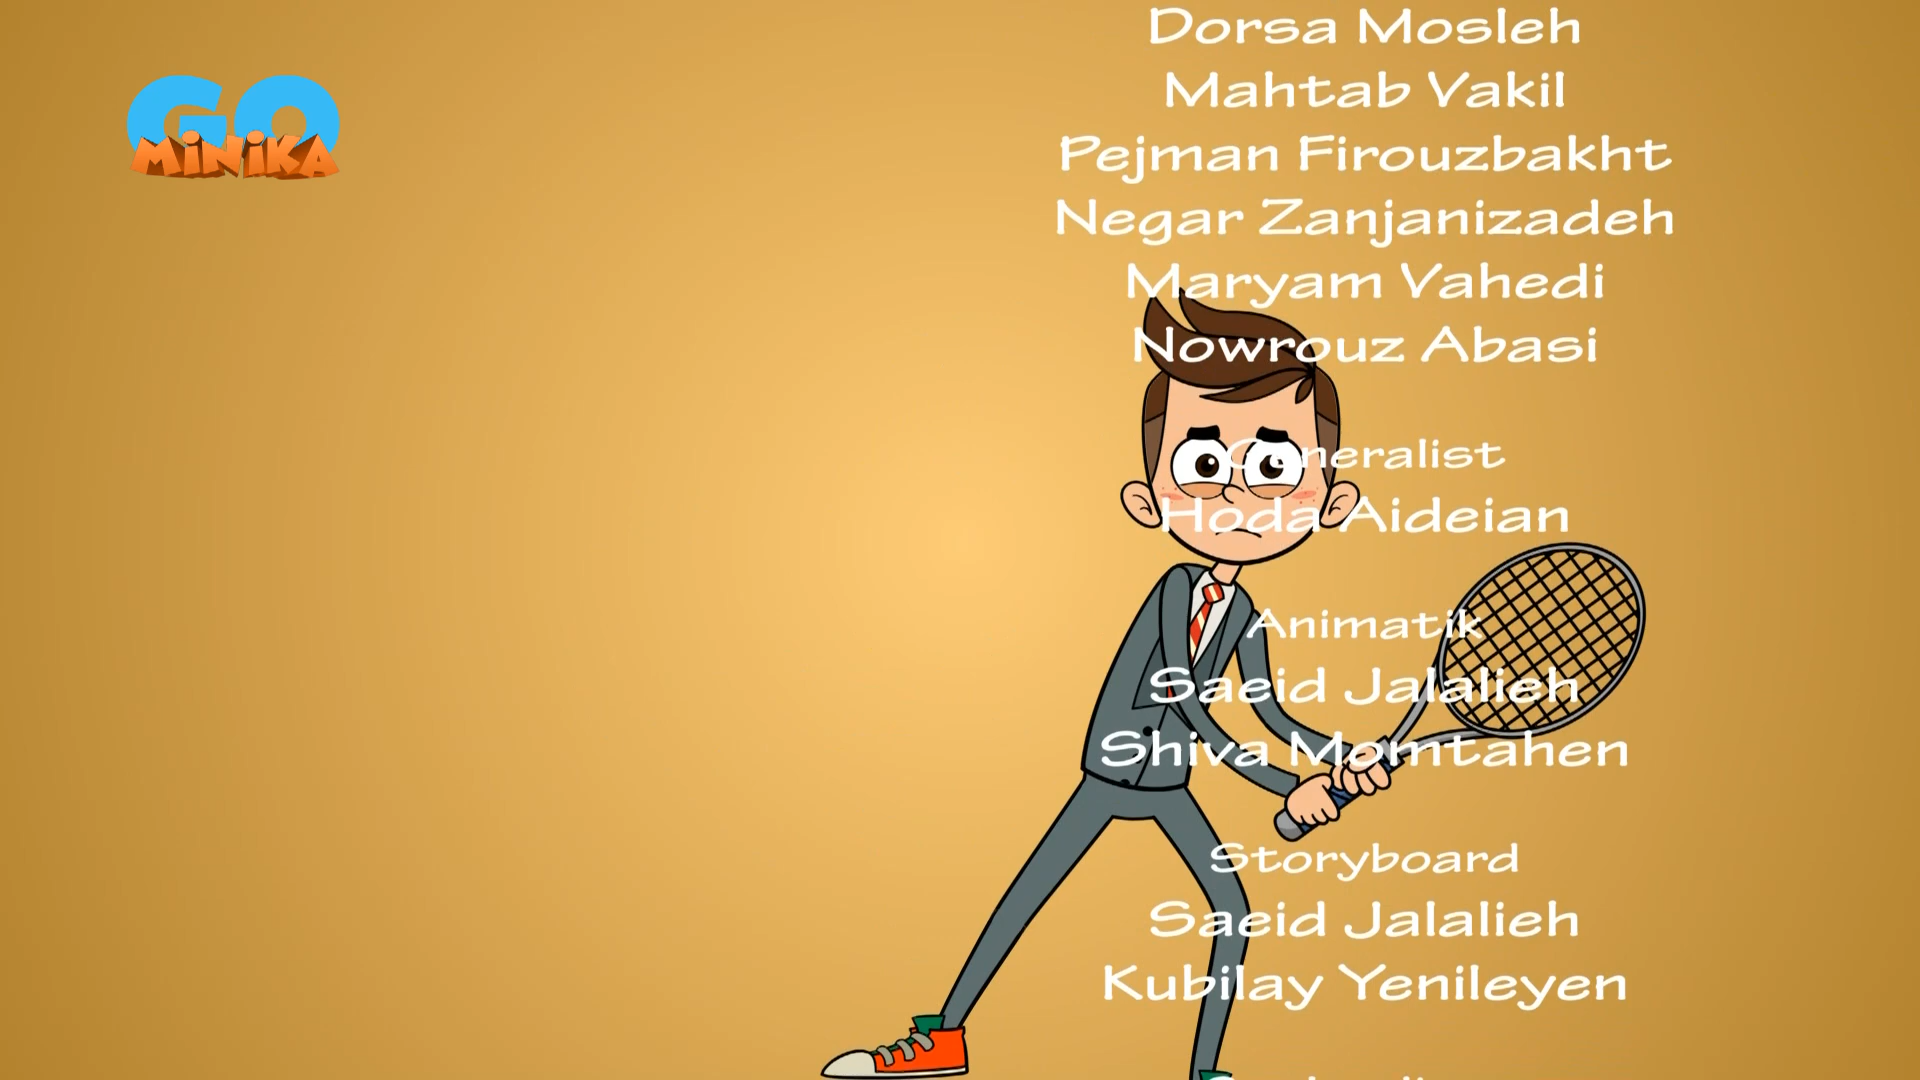 GO
MiNiKA
Dorsa Mosleh
Mahtab Vakil
Pejman Firouzbakht
Negar Zanjanizadeh
Maryam Vahedi
Nowrouz Abasi
Generalist
Hoda Aideian
Animatik
Saeid Jalalieh
Shiva Momtahen
Storyboard
Saeid Jalalieh
Kubilay Yenileyen